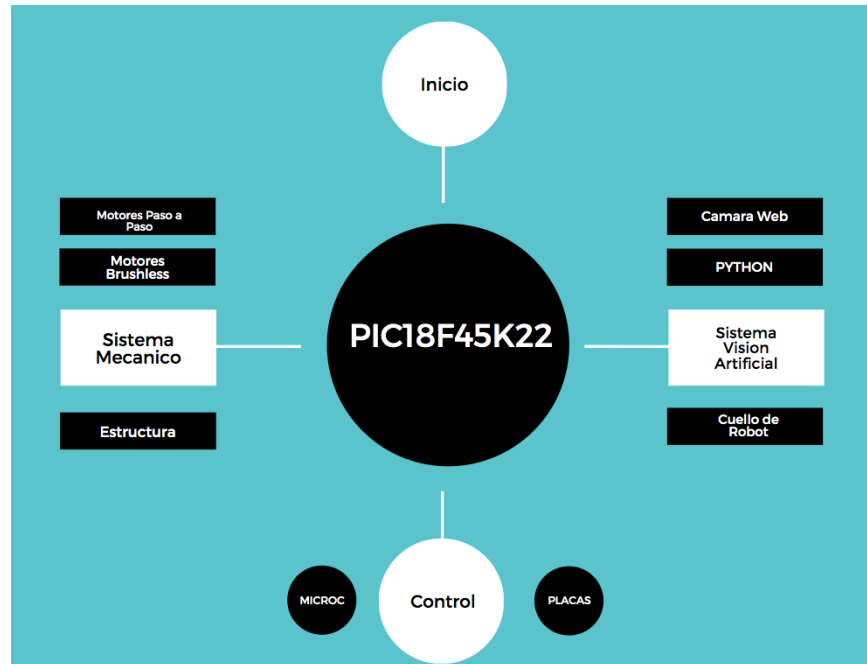 Inicio
Motores Paso a
Paso
Motores
Brushless
Sistema
Mecanico
Estructura
PIC18F45K22
Camara Web
PYTHON
Sistema
Vision
Artificial
Cuello de
Robot
MICROC
Control
PLACAS